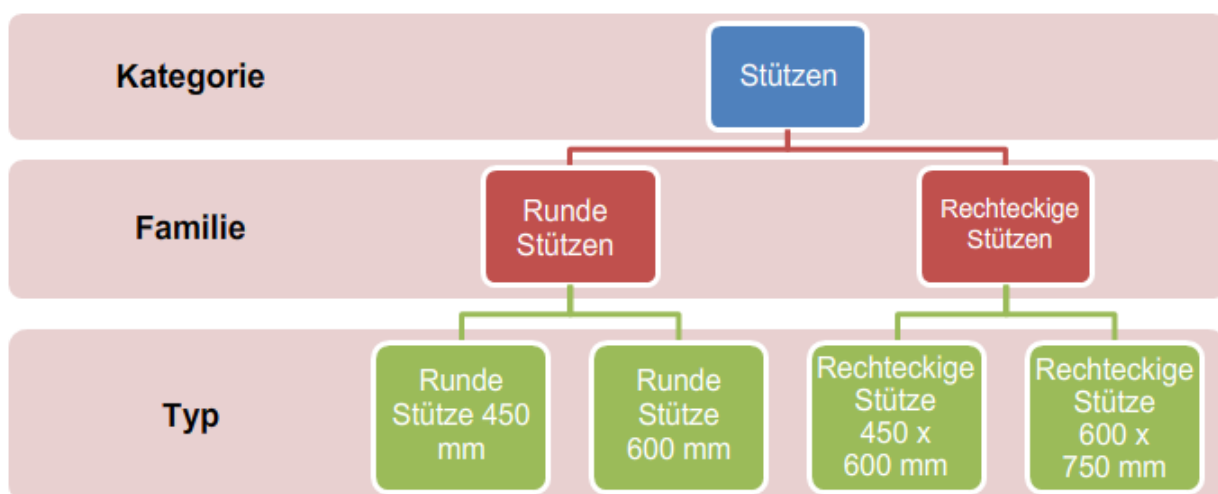 Kategorie
Stützen
Familie
Runde
Stützen
Rechteckige
Stützen
Typ
Runde
Stütze 450
mm
Runde
Stütze
600 mm
Rechteckige
Stütze
450 x
600 mm
Rechteckige
Stütze
600 x
750 mm